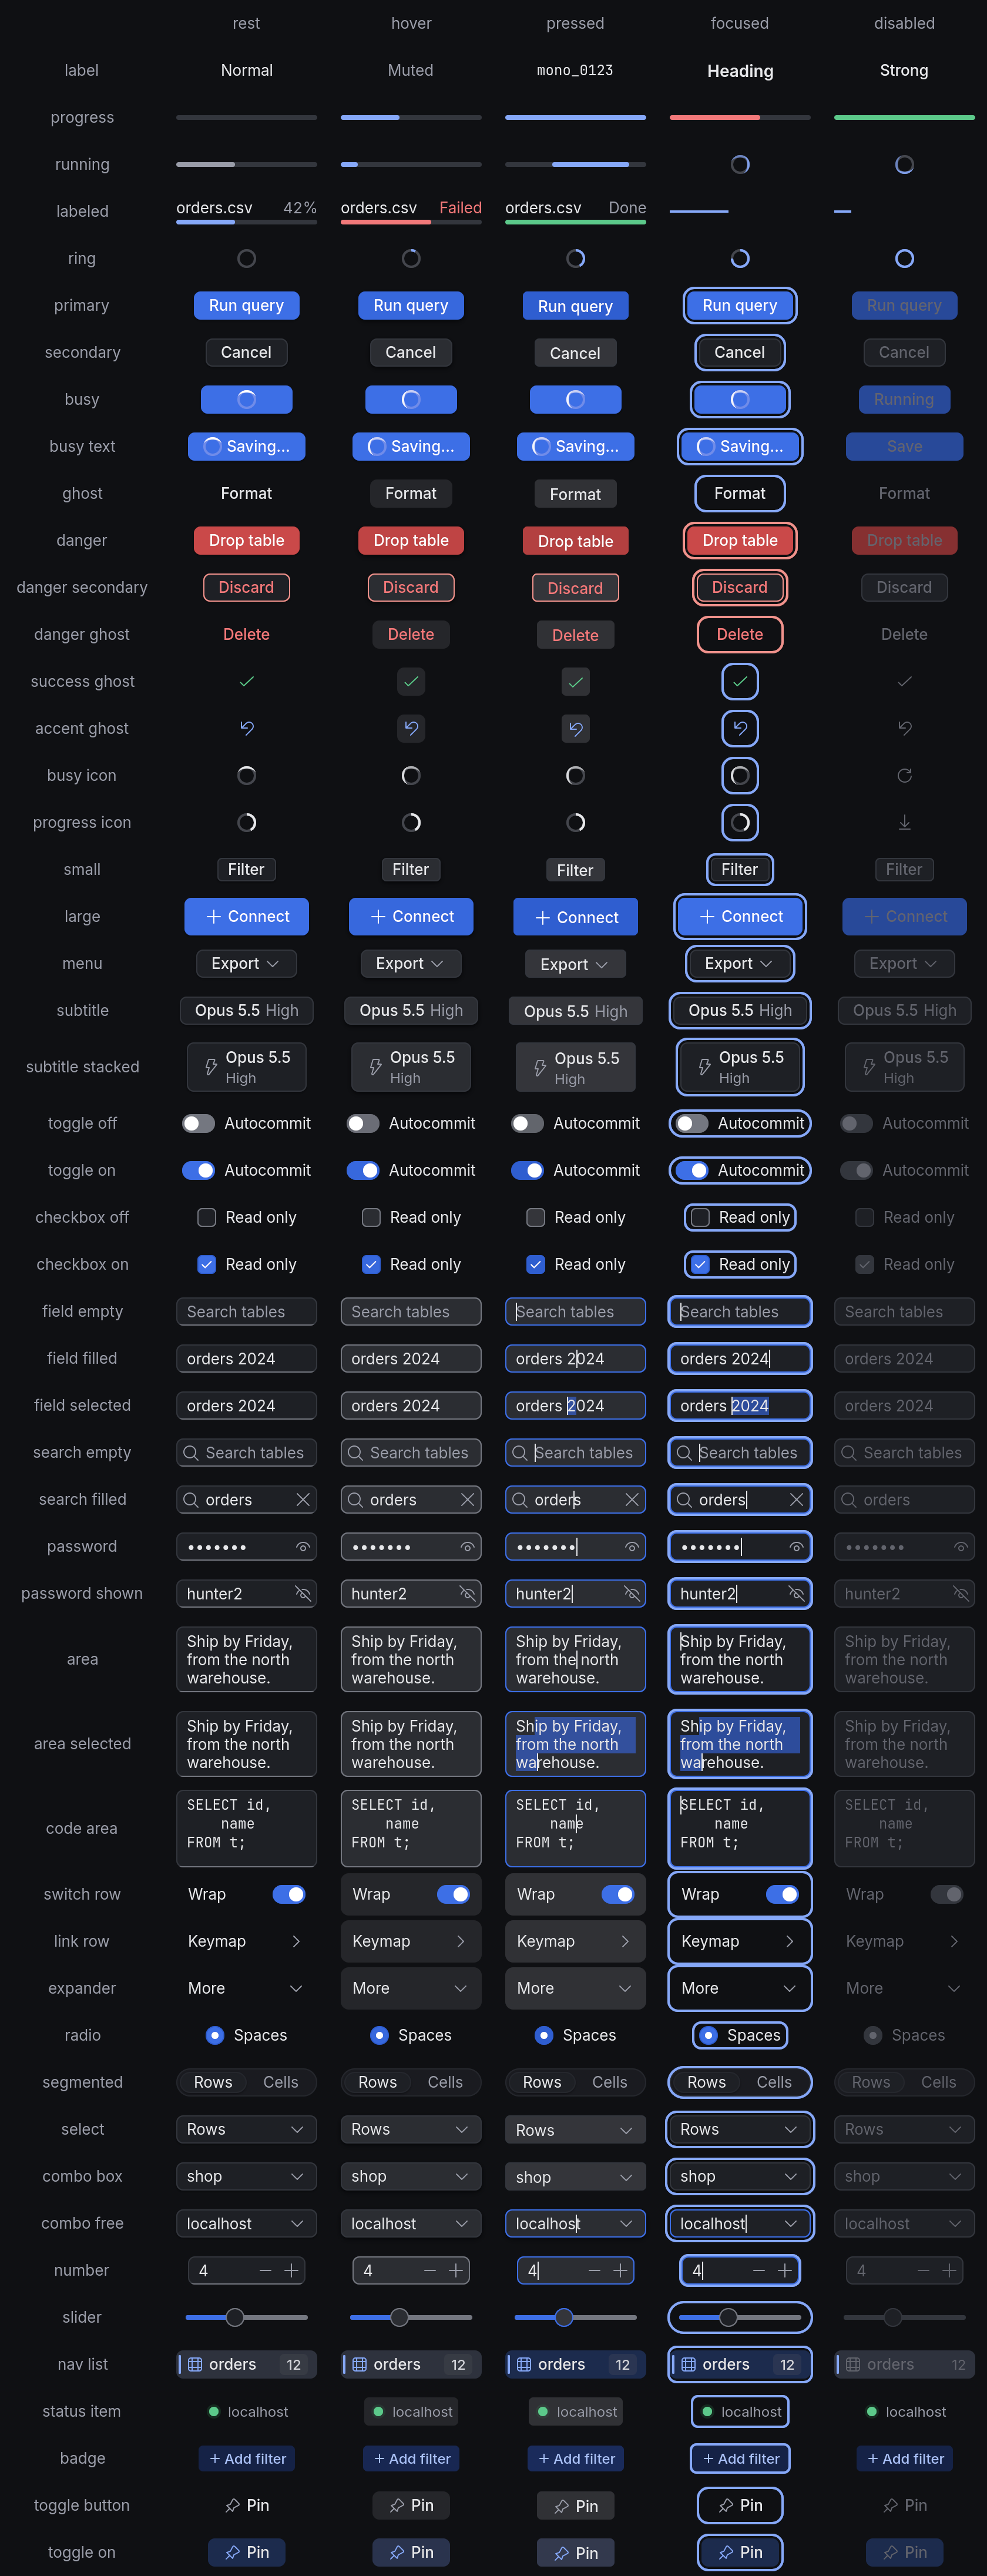 rest hover pressed focused disabled
label Normal Muted mono_0123 Heading Strong
progress
running
labeled orders.csv 42% orders.csv Failed orders.csv Done
ring
primary Run query Run query Run query Run query Run query
secondary Cancel Cancel Cancel Cancel Cancel
busy Running
busy text Saving... Saving... Saving... Saving... Save
ghost Format Format Format Format Format
danger Drop table Drop table Drop table Drop table Drop table
danger secondary Discard Discard Discard Discard Discard
danger ghost Delete Delete Delete Delete Delete
success ghost
accent ghost
busy icon
progress icon
small Filter Filter Filter Filter Filter
large Connect Connect Connect Connect Connect
menu Export Export Export Export Export
subtitle Opus 5.5 High Opus 5.5 High Opus 5.5 High Opus 5.5 High Opus 5.5 High
subtitle stacked Opus 5.5 Opus 5.5 Opus 5.5 Opus 5.5 Opus 5.5
High High High High High
toggle off Autocommit Autocommit Autocommit Autocommit Autocommit
toggle on Autocommit Autocommit Autocommit Autocommit Autocommit
checkbox off Read only Read only Read only Read only Read only
checkbox on Read only Read only Read only Read only Read only
field empty Search tables Search tables Search tables Search tables Search tables
field filled orders 2024 orders 2024 orders 2024 orders 2024 orders 2024
field selected orders 2024 orders 2024 orders 2024 orders 2024 orders 2024
search empty Search tables Search tables Search tables Search tables Search tables
search filled orders orders orders orders orders
password ••••••• ••••••• ••••••• ••••••• •••••••
password shown hunter2 hunter2 hunter2 hunter2 hunter2
Ship by Friday, Ship by Friday, Ship by Friday, Ship by Friday, Ship by Friday,
area from the north from the north from the north from the north from the north
warehouse. warehouse. warehouse. warehouse. warehouse.
Ship by Friday, Ship by Friday, Ship by Friday, Ship by Friday, Ship by Friday,
area selected from the north from the north from the north from the north from the north
warehouse. warehouse. warehouse. warehouse. warehouse.
SELECT id, SELECT id, SELECT id, SELECT id, SELECT id,
code area name name name name name
FROM t; FROM t; FROM t; FROM t; FROM t;
switch row Wrap Wrap Wrap Wrap Wrap
link row Keymap Keymap Keymap Keymap Keymap
expander More More More More More
radio Spaces Spaces Spaces Spaces Spaces
segmented Rows Cells Rows Cells Rows Cells Rows Cells Rows Cells
select Rows Rows Rows Rows Rows
combo box shop shop shop shop shop
combo free localhost localhost localhost localhost localhost
number 4 4 4 4 4
slider
nav list orders 12 orders 12 orders 12 orders 12 orders 12
status item localhost localhost localhost localhost localhost
badge + Add filter + Add filter + Add filter + Add filter + Add filter
toggle button Pin Pin Pin Pin Pin
toggle on Pin Pin Pin Pin Pin